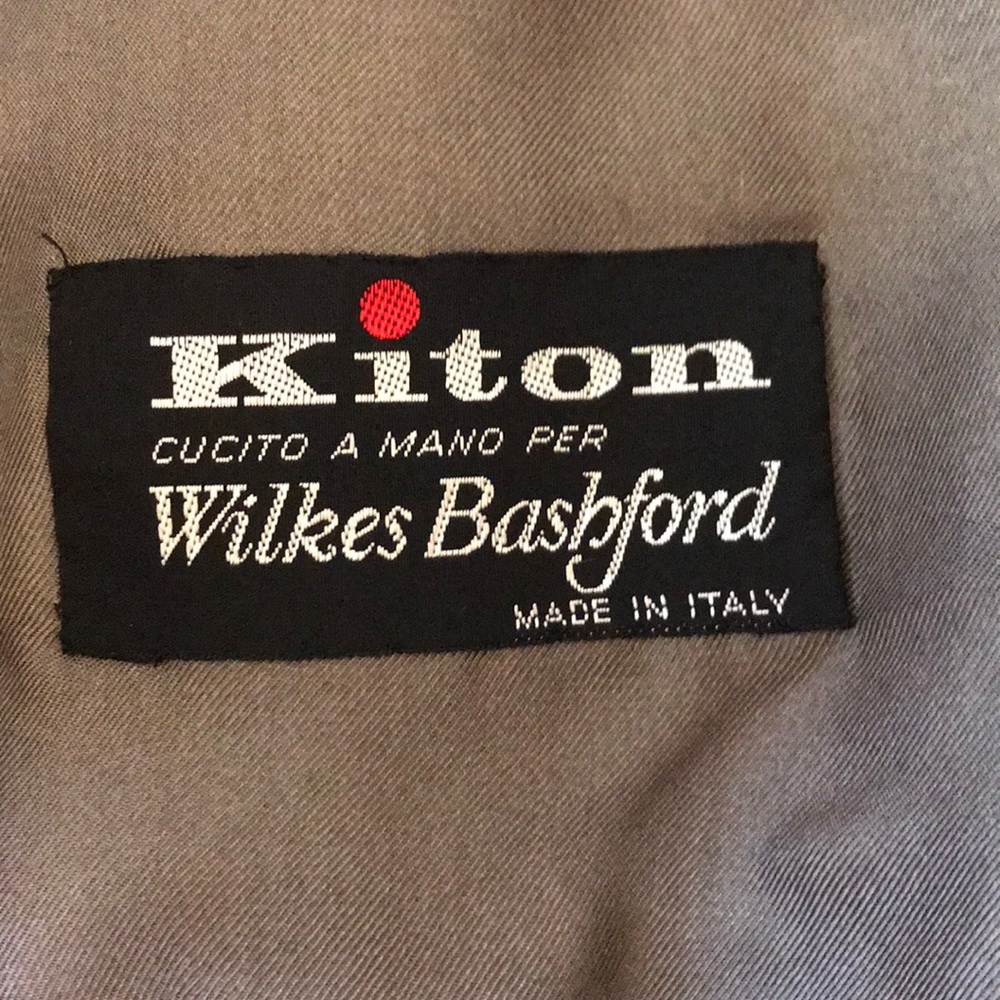 Kiton
CUCITO A MANO PER
Wilkes Bashford
MADE IN ITALY